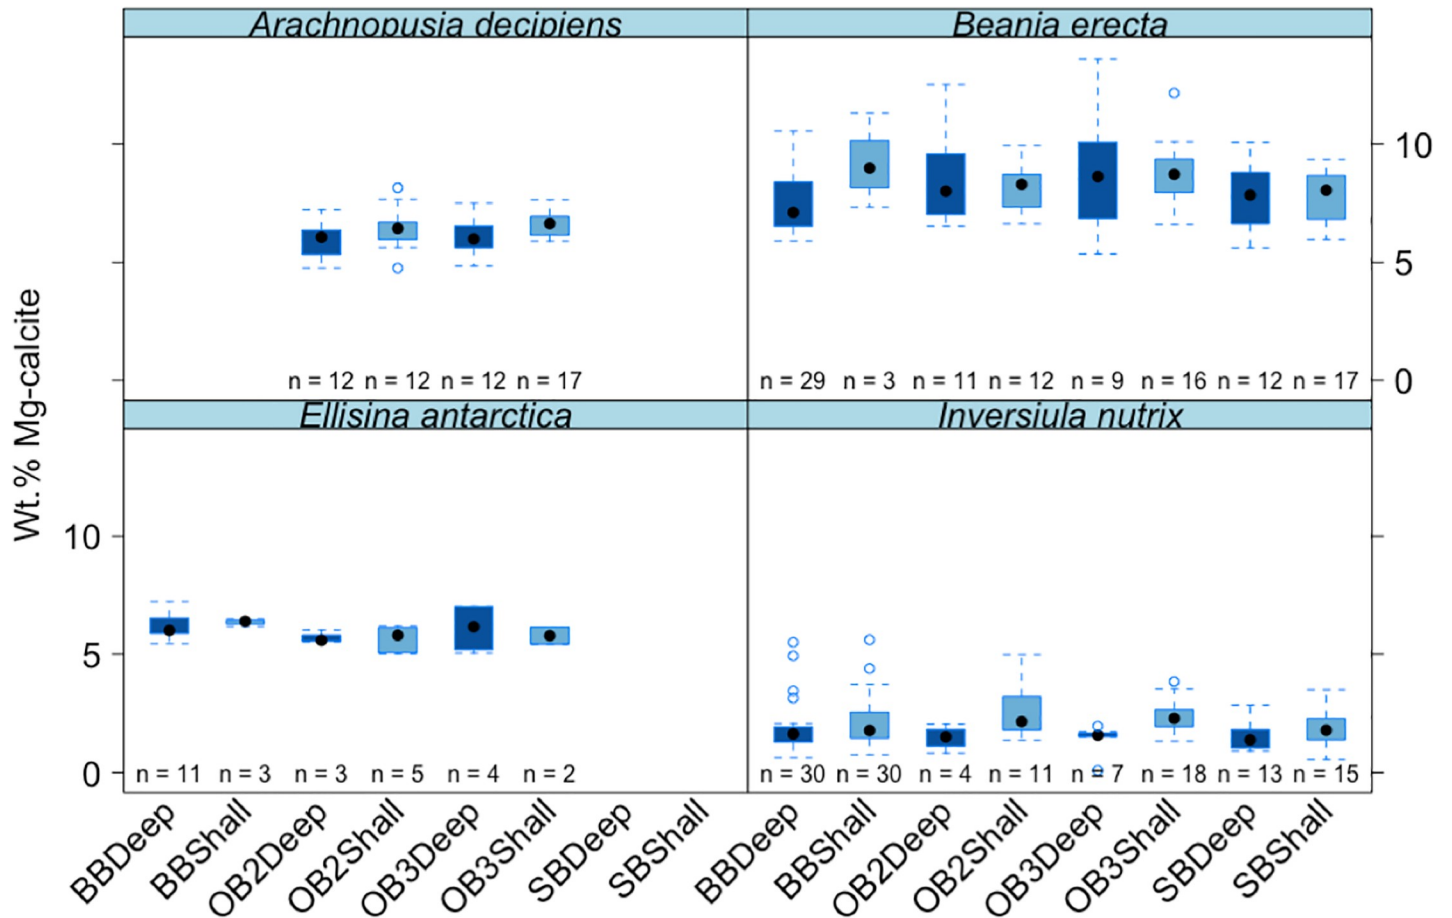 Arachnopusia decipiens
Beania erecta
10
5
0
n = 12 n = 12 n = 12 n = 17
n = 29 n = 3 n = 11 n = 12 n = 9 n = 16 n = 12 n = 17
Wt.% Mg-calcite
Ellisina antarctica
Inversiula nutrix
10
5
0
n = 11 n = 3 n = 3 n = 5 n = 4 n = 2
n = 30 n = 30 n = 4 n = 11 n = 7 n = 18 n = 13 n = 15
BBDeep
BBShall
OB2Deep
OB2Shall
OB3Deep
OB3Shall
SBDeep
SBShall
BBDeep
BBShall
OB2Deep
OB2Shall
OB3Deep
OB3Shall
SBDeep
SBShall